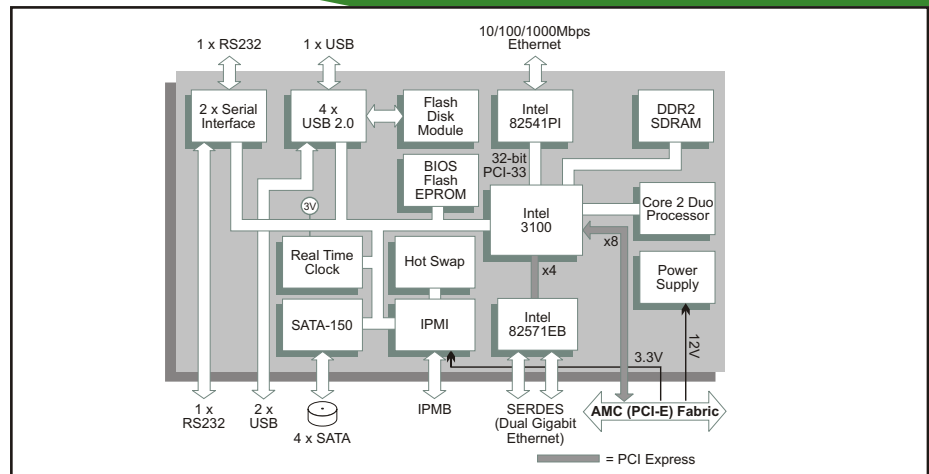 1 x RS232
1 x USB
10/100/1000Mbps
Ethernet
2 x Serial
Interface
4 x
USB 2.0
Flash
Disk
Module
Intel
82541PI
DDR2
SDRAM
32-bit
PCI-33
BIOS
Flash
EPROM
3V
Intel
3100
Core 2 Duo
Processor
x8
Real Time
Clock
Hot Swap
x4
Power
Supply
SATA-150
IPMI
Intel
82571EB
3.3V
12V
1 x
RS232
2 x
USB
4 x SATA
IPMB
SERDES
(Dual Gigabit
Ethernet)
AMC (PCI-E) Fabric
= PCI Express